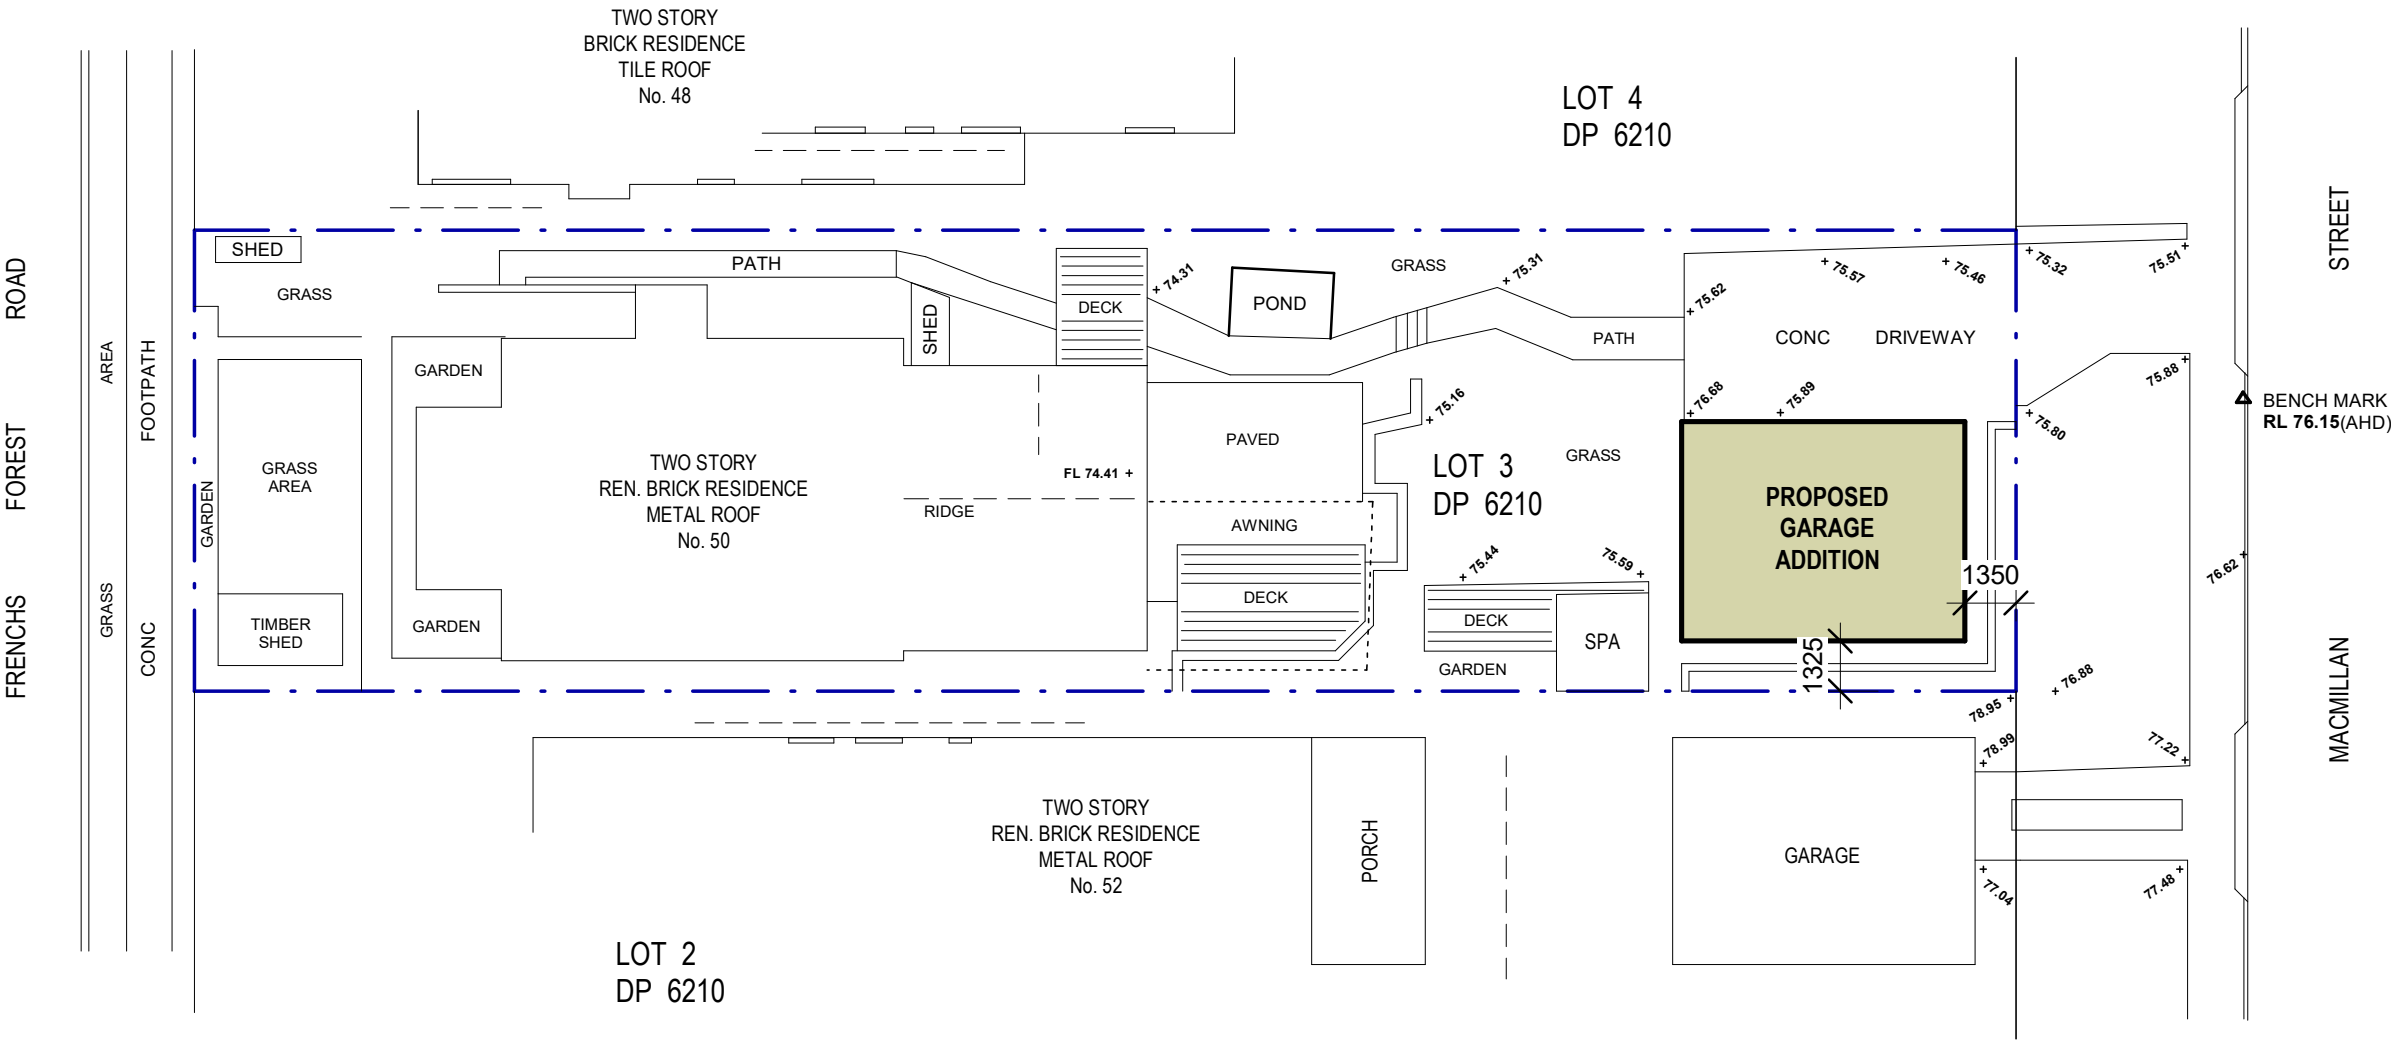 TWO STORY
BRICK RESIDENCE
TILE ROOF
No. 48
LOT 4
DP 6210
STREET
MACMILLAN
FRENCHS FOREST ROAD
GRASS AREA
CONC FOOTPATH
SHED
GRASS
PATH
SHED
DECK
+ 74.31
POND
GRASS
+ 75.31
PATH
+ 75.62
+ 75.57
+ 75.46
+ 75.32
75.51 +
CONC DRIVEWAY
75.88 +
BENCH MARK
RL 76.15(AHD)
GARDEN
GARDEN
GRASS
AREA
TIMBER
SHED
GARDEN
TWO STORY
REN. BRICK RESIDENCE
METAL ROOF
No. 50
FL 74.41 +
RIDGE
PAVED
AWNING
DECK
+ 75.16
LOT 3
DP 6210
GRASS
+ 76.68
+ 75.89
+ 75.80
PROPOSED
GARAGE
ADDITION
1350
1325
+ 75.44
75.59 +
DECK
SPA
GARDEN
76.62 +
+ 76.88
78.95 +
+ 78.99
77.22 +
TWO STORY
REN. BRICK RESIDENCE
METAL ROOF
No. 52
PORCH
GARAGE
+ 77.04
77.48 +
LOT 2
DP 6210